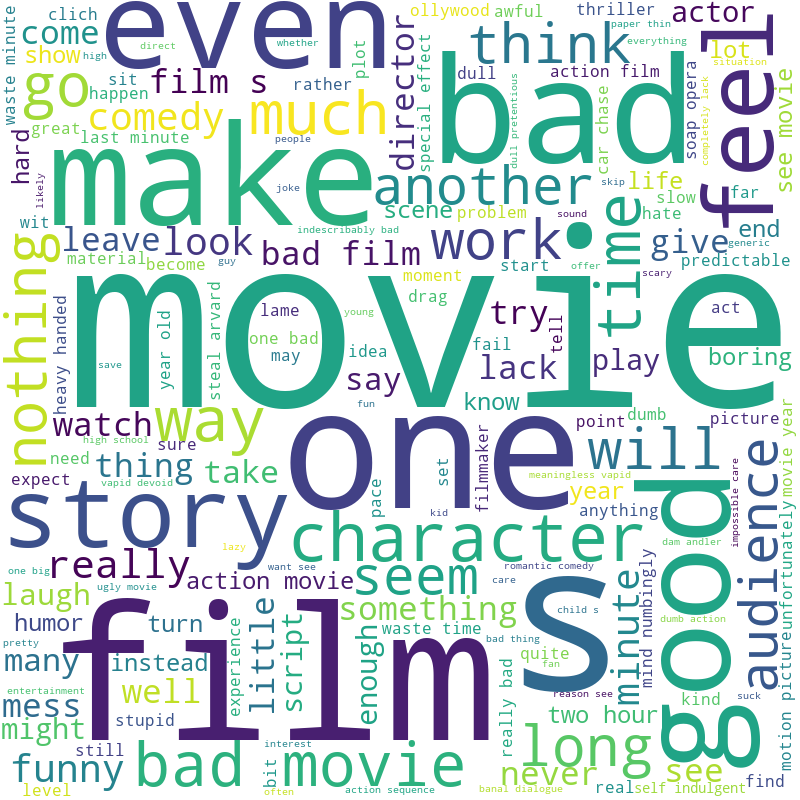 waste minute
clich
come
show
high
direct
whether
even
ollywood
paper thin
awful
thriller
everything
actor
situation
go
sit
happen
film s
rather
director
plot
special effect
think
dull
action film
bad
car chase
soap opera
lot
completely lack
feel
see movie
great
comedy
much
last minute
people
dull pretentious
hard
likely
make
joke
another
skip
life
slow
hate
far
wit
leave
look
scene
problem
indescribably bad
work
sound
time
give
end
generic
predictable
nothing
material
become
guy
bad film
moment
start
offer
scary
movie
heavy handed
year old
steal arvard
lame
one bad
may
young
drag
idea
try
fail
tell
act
save
fun
say
lack
play
boring
watch
way
high school
sure
one
know
point
dumb
picture
filmmaker
will
need
expect
thing
vapid devoid
take
pace
set
meaningless vapid
year
anything
movie year
impossible care
story
lazy
kid
character
good
audience
unfortunately
really
one big
ugly movie
action movie
want see
seem
romantic comedy
care
minute
mind numbingly
dam andler
laugh
humor
turn
little
script
something
child s
dumb action
film
s
pretty
many
instead
experience
enough
waste time
bad thing
quite
fan
motion picture
entertainment
mess
well
reason see
kind
suck
might
stupid
really bad
two hour
still
funny
bad movie
bit
interest
long
never
see
level
often
action sequence
banal dialogue
real
self indulgent
find